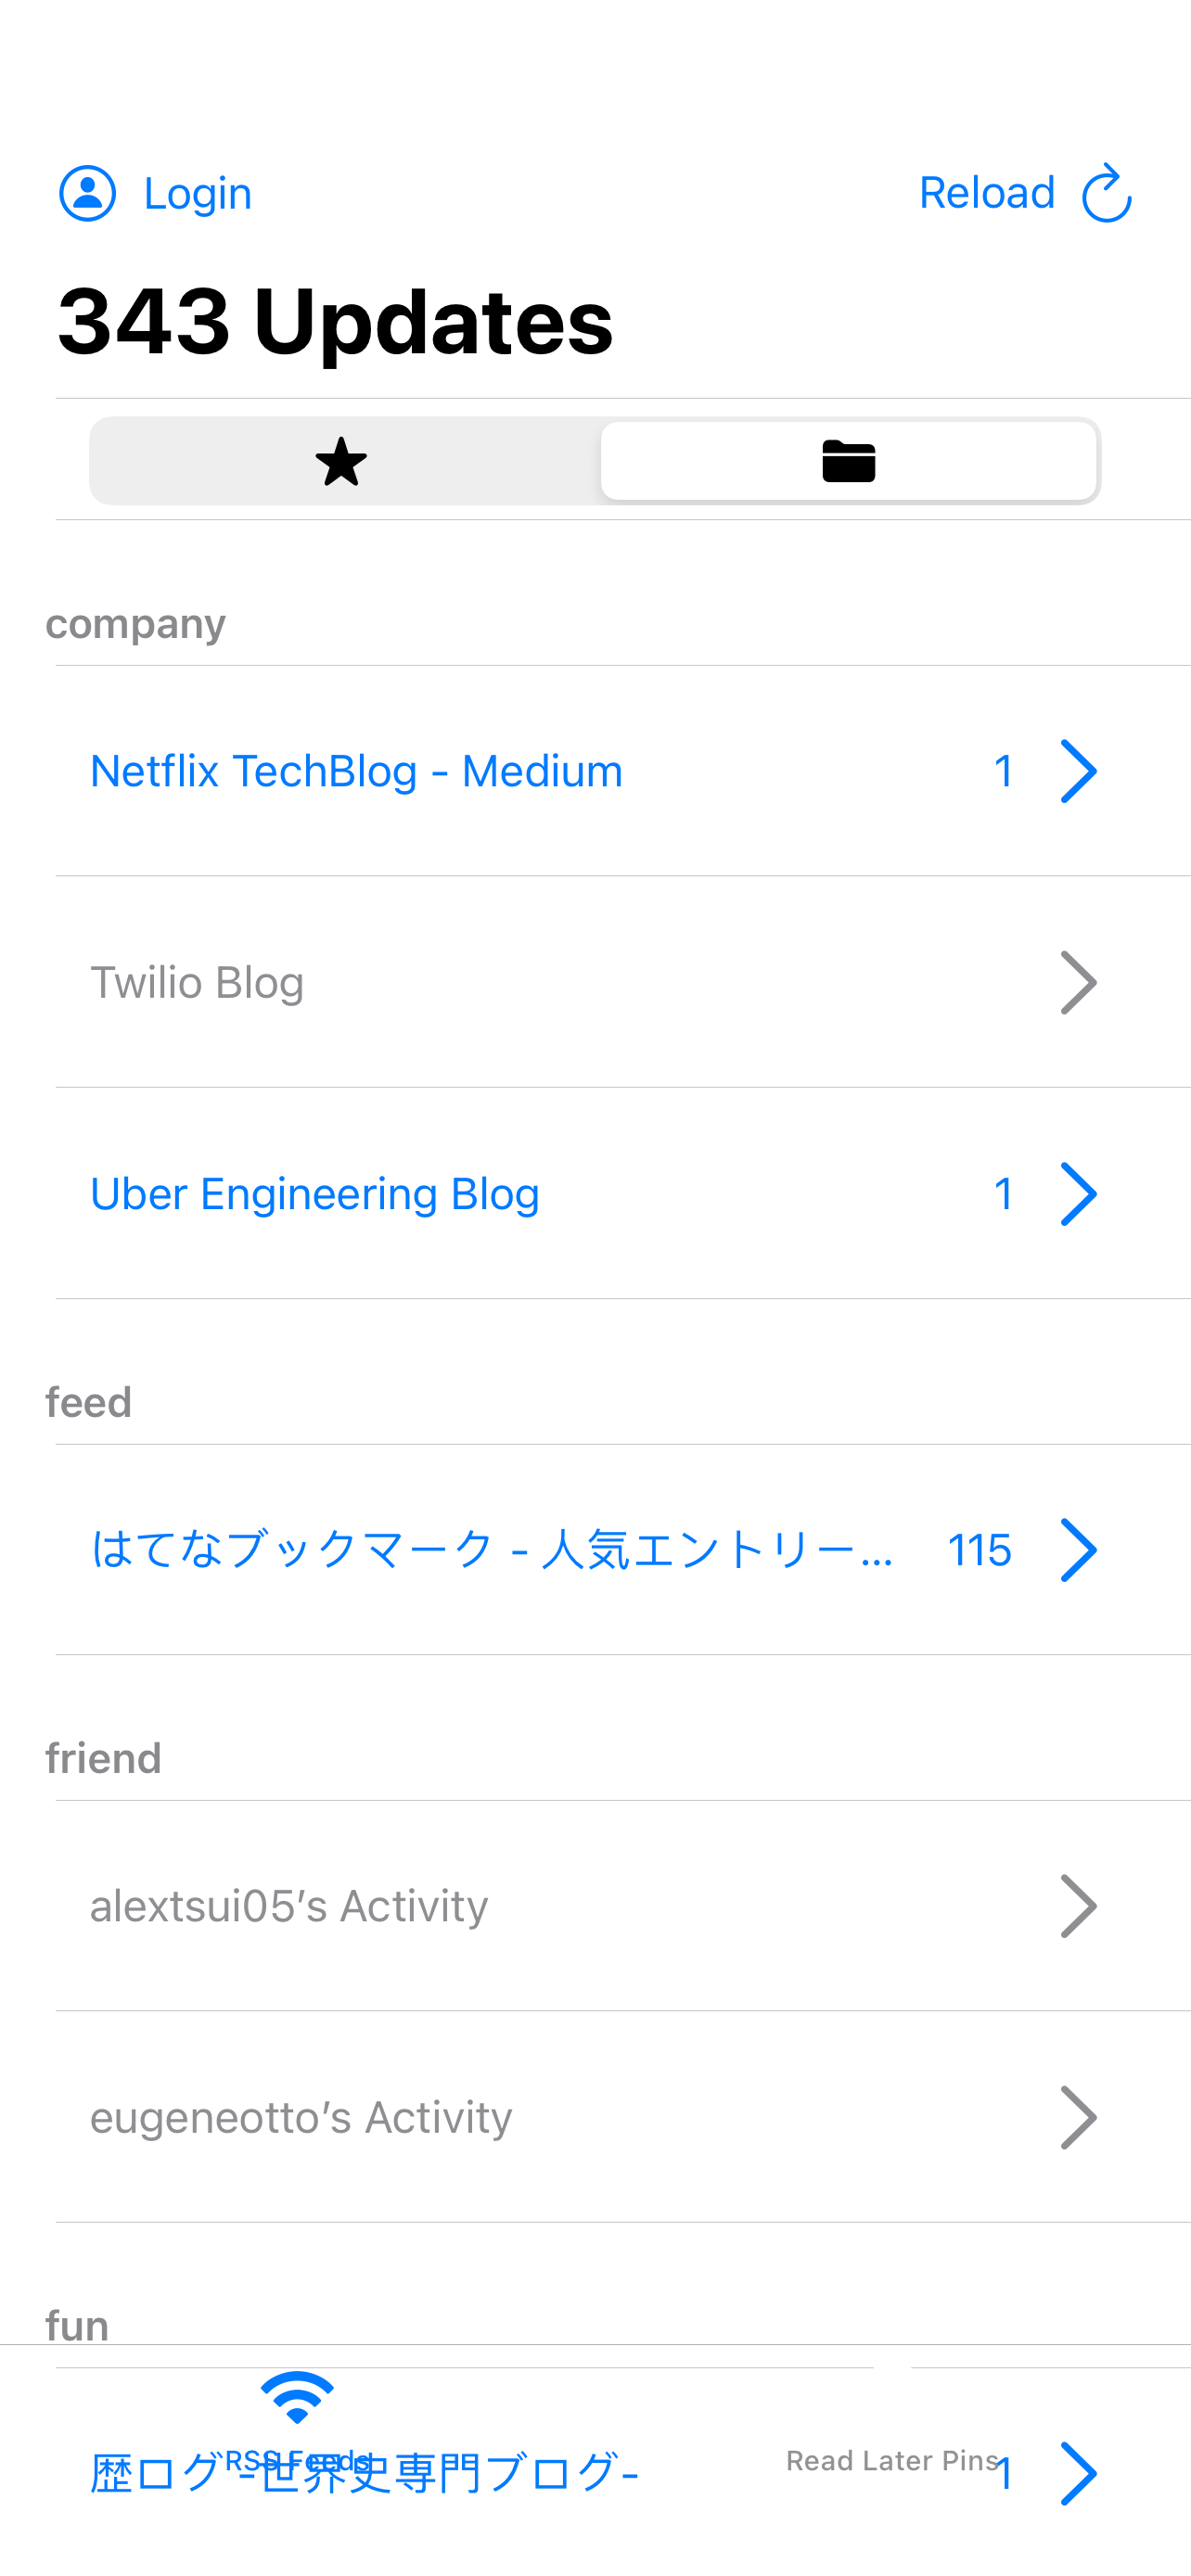 Login
Reload
343 Updates
company
Netflix TechBlog - Medium 1
Twilio Blog
Uber Engineering Blog 1
feed
はてなブックマーク - 人気エントリー... 115
friend
alextsui05’s Activity
eugeneotto’s Activity
fun
歴ログ -世界史専門ブログ- 1
RSS Feeds
Read Later Pins